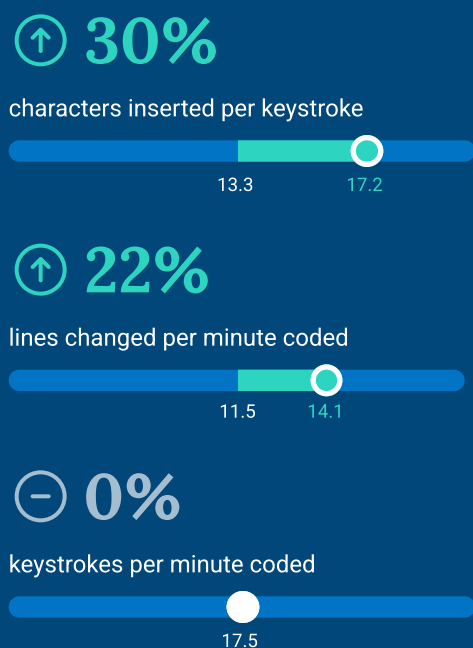 30%
characters inserted per keystroke
13.3 17.2
22%
lines changed per minute coded
11.5 14.1
0%
keystrokes per minute coded
17.5